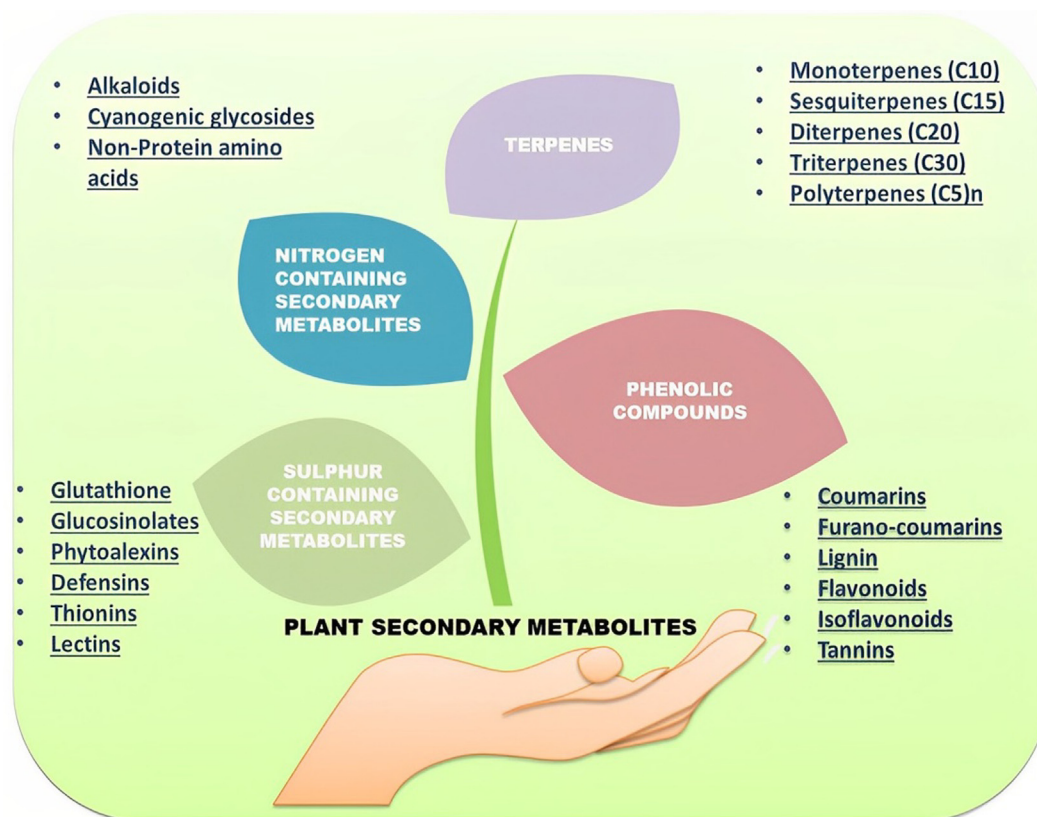 • Alkaloids
• Cyanogenic glycosides
• Non-Protein amino
acids
TERPENES
• Monoterpenes (C10)
• Sesquiterpenes (C15)
• Diterpenes (C20)
• Triterpenes (C30)
• Polyterpenes (C5)n
NITROGEN
CONTAINING
SECONDARY
METABOLITES
PHENOLIC
COMPOUNDS
SULPHUR
CONTAINING
SECONDARY
METABOLITES
• Glutathione
• Glucosinolates
• Phytoalexins
• Defensins
• Thionins
• Lectins
• Coumarins
• Furano-coumarins
• Lignin
• Flavonoids
• Isoflavonoids
• Tannins
PLANT SECONDARY METABOLITES